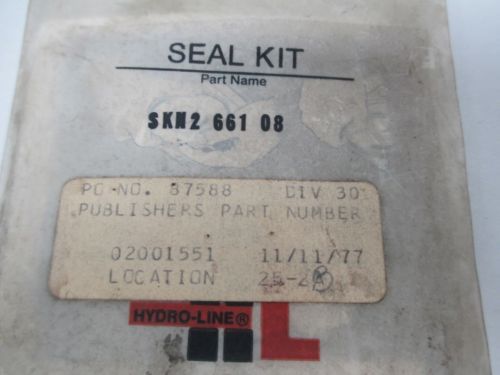 SEAL KIT
Part Name
SKN2 661 08
PO NO. 87588 DIV 30
PUBLISHERS PART NUMBER
02001551 11/11/77
LOCATION
HYDRO-LINE®